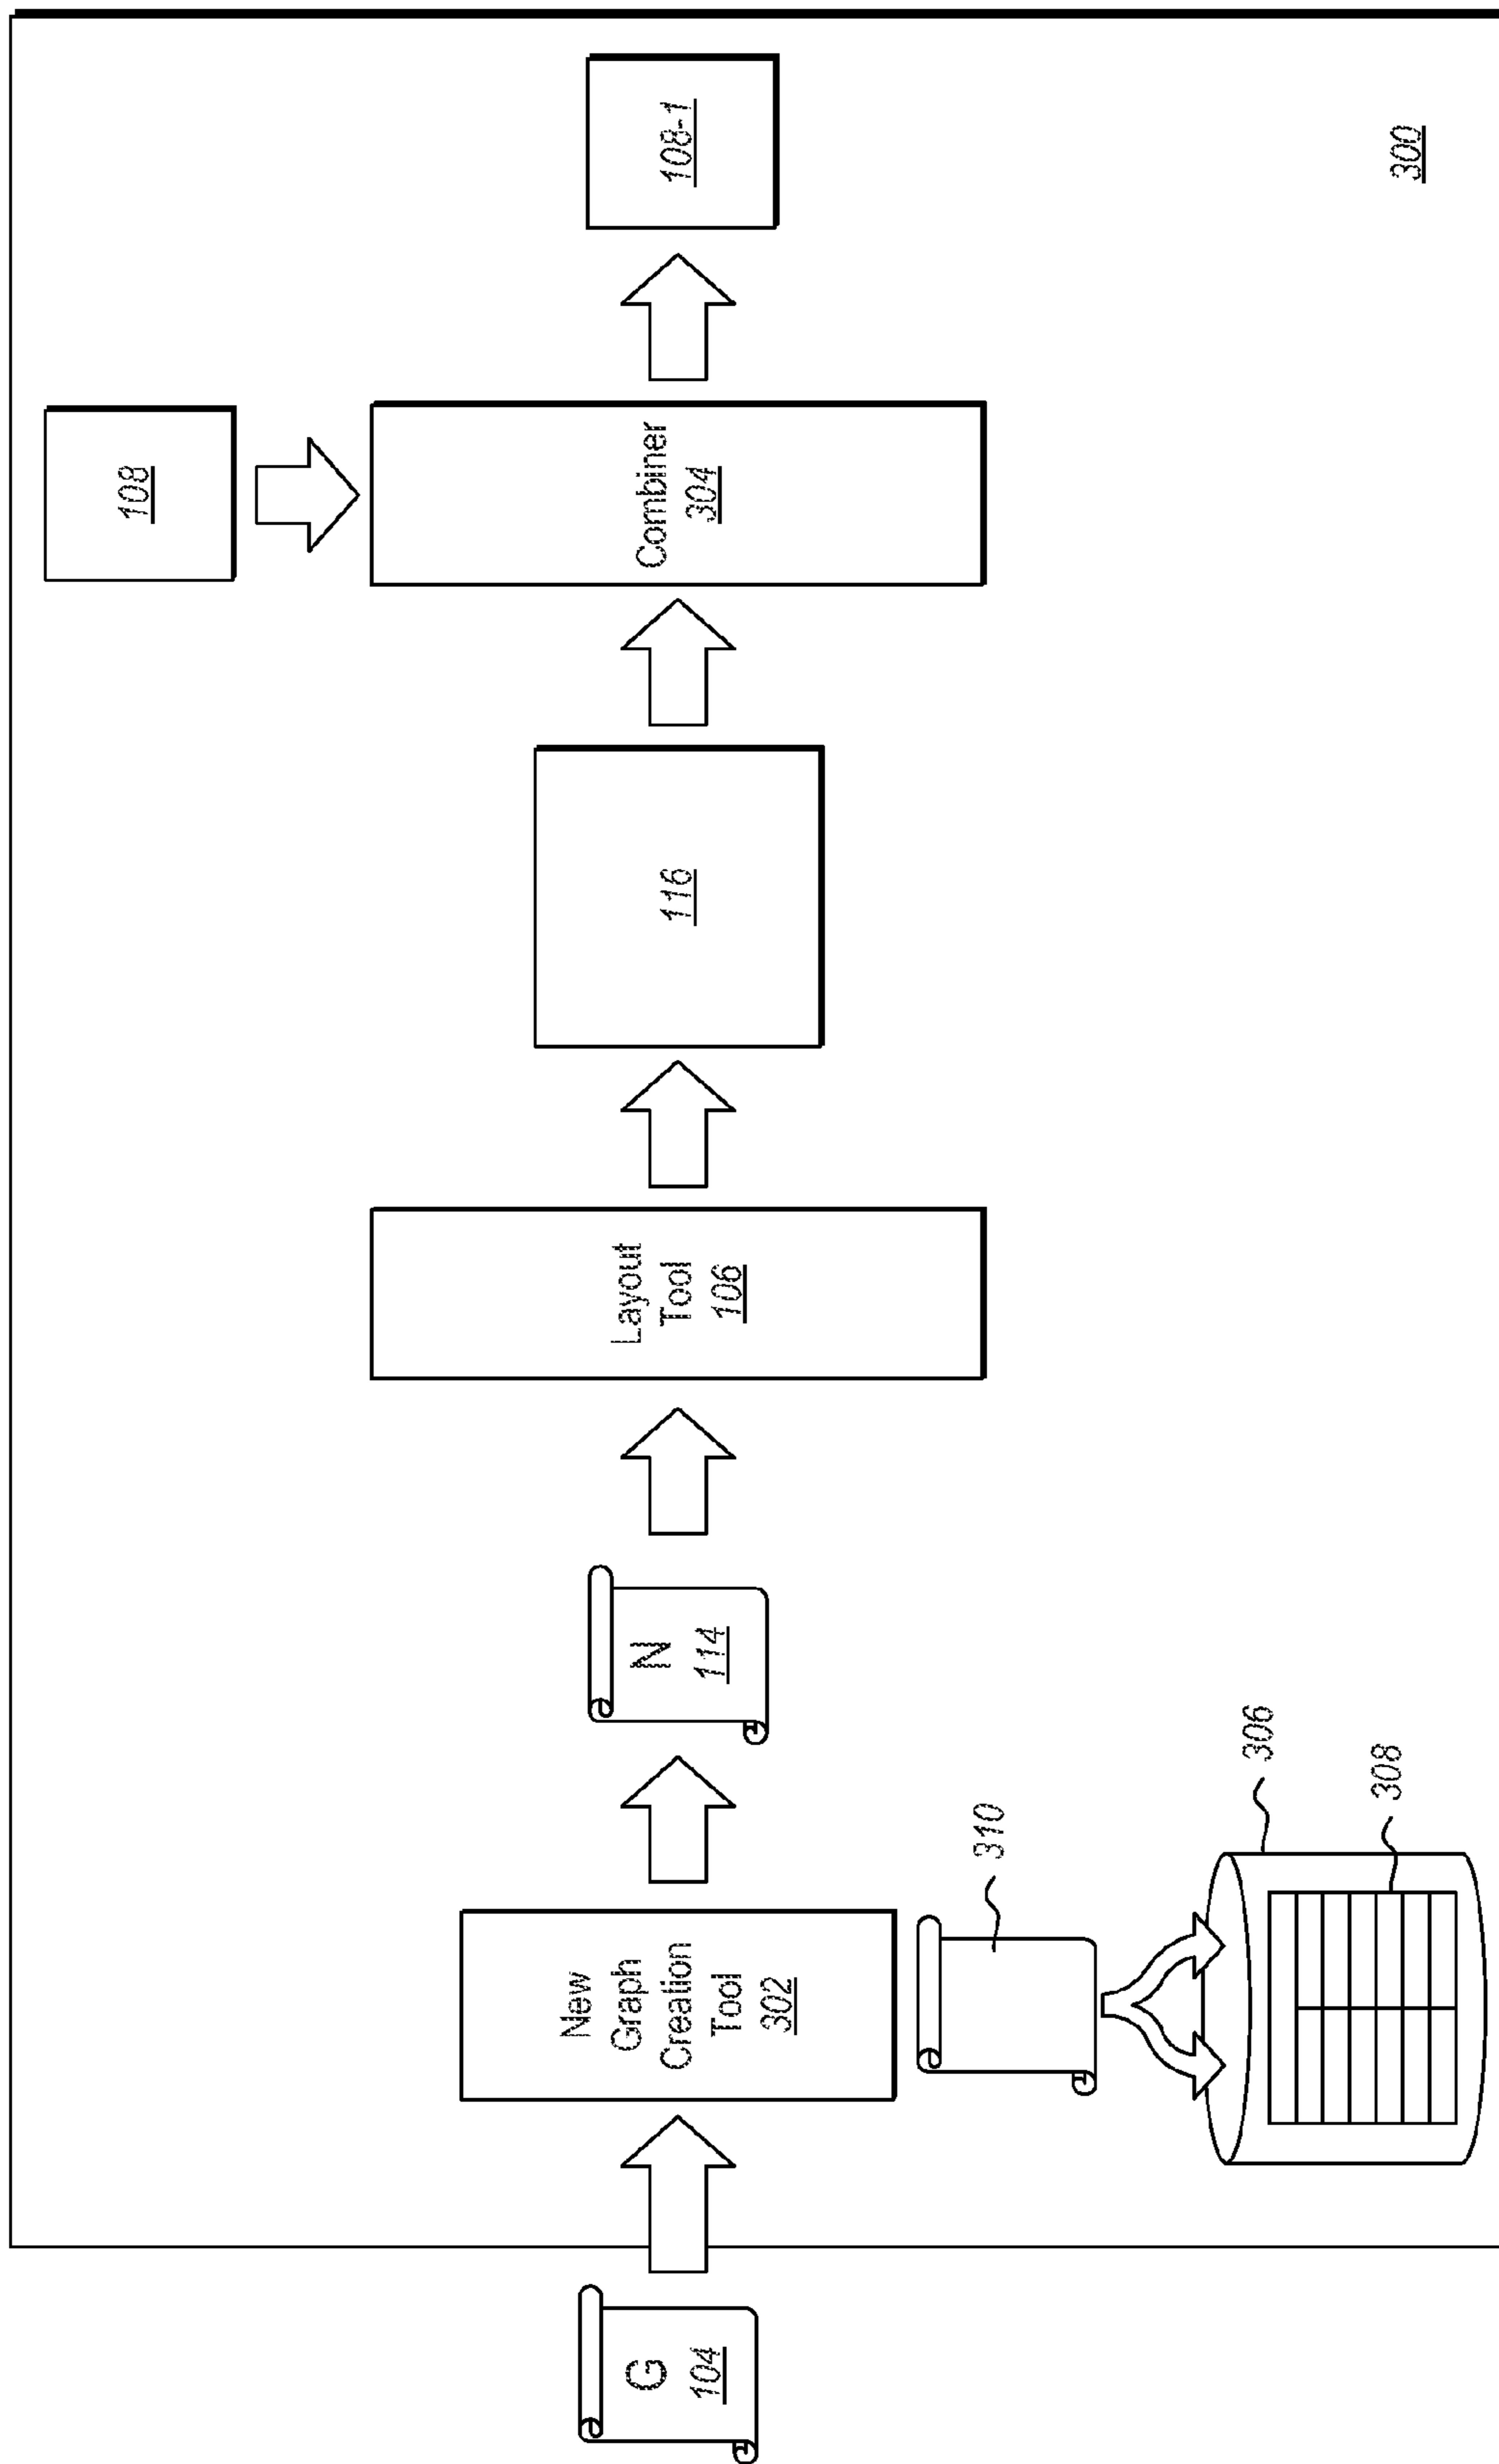 108
108-1
Combiner
304
116
Layout
Tool
106
N
114
New
Graph
Creation
Tool
302
G
104
310
306
308
300